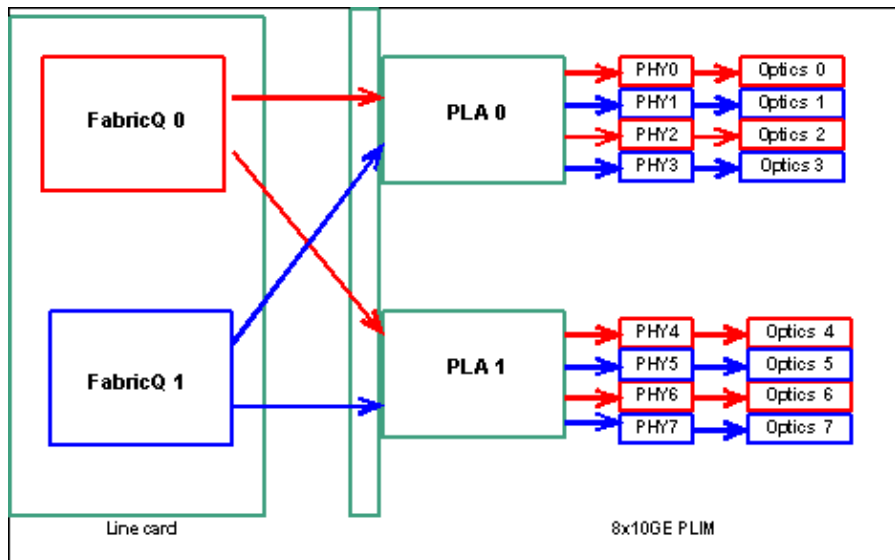 FabricQ 0
PLA 0
PHY0
Optics 0
PHY1
Optics 1
PHY2
Optics 2
PHY3
Optics 3
FabricQ 1
PLA 1
PHY4
Optics 4
PHY5
Optics 5
PHY6
Optics 6
PHY7
Optics 7
Line card
8x10GE PLIM